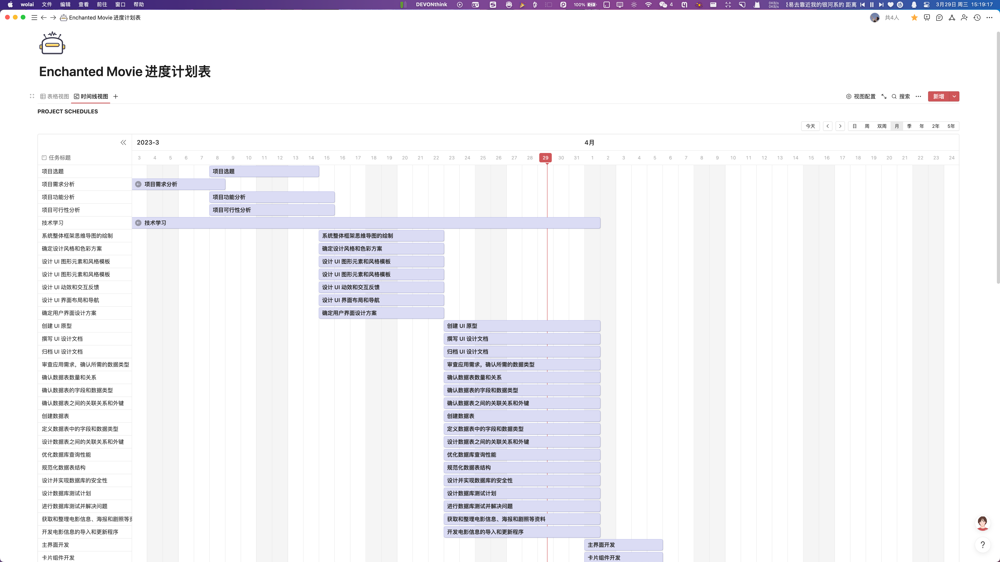 wolai 文件 编辑 查看 前往 窗口 帮助 DEVONthink 100% 4 0KB/s 0KB/s 易去靠近我的银河系的 距离 3月29日 周三 15:19:17
Enchanted Movie 进度计划表 共4人
Enchanted Movie 进度计划表
表格视图 时间线视图 视图配置 搜索 新增
PROJECT SCHEDULES
今天 日 周 双周 月 季 年 2年 5年
2023-3 4月
任务标题 3 4 5 6 7 8 9 10 11 12 13 14 15 16 17 18 19 20 21 22 23 24 25 26 27 28 29 30 31 1 2 3 4 5 6 7 8 9 10 11 12 13 14 15 16 17 18 19 20 21 22 23 24
项目选题 项目选题
项目需求分析 项目需求分析
项目功能分析 项目功能分析
项目可行性分析 项目可行性分析
技术学习 技术学习
系统整体框架思维导图的绘制 系统整体框架思维导图的绘制
确定设计风格和色彩方案 确定设计风格和色彩方案
设计 UI 图形元素和风格模板 设计 UI 图形元素和风格模板
设计 UI 图形元素和风格模板 设计 UI 图形元素和风格模板
设计 UI 动效和交互反馈 设计 UI 动效和交互反馈
设计 UI 界面布局和导航 设计 UI 界面布局和导航
确定用户界面设计方案 确定用户界面设计方案
创建 UI 原型 创建 UI 原型
撰写 UI 设计文档 撰写 UI 设计文档
归档 UI 设计文档 归档 UI 设计文档
审查应用需求，确认所需的数据类型 审查应用需求，确认所需的数据类型
确认数据表数量和关系 确认数据表数量和关系
确认数据表的字段和数据类型 确认数据表的字段和数据类型
确认数据表之间的关联关系和外键 确认数据表之间的关联关系和外键
创建数据表 创建数据表
定义数据表中的字段和数据类型 定义数据表中的字段和数据类型
设计数据表之间的关联关系和外键 设计数据表之间的关联关系和外键
优化数据库查询性能 优化数据库查询性能
规范化数据表结构 规范化数据表结构
设计并实现数据库的安全性 设计并实现数据库的安全性
设计数据库测试计划 设计数据库测试计划
进行数据库测试并解决问题 进行数据库测试并解决问题
获取和整理电影信息、海报和剧照等 获取和整理电影信息、海报和剧照等资料
开发电影信息的导入和更新程序 开发电影信息的导入和更新程序
主界面开发 主界面开发
卡片组件开发 卡片组件开发
?